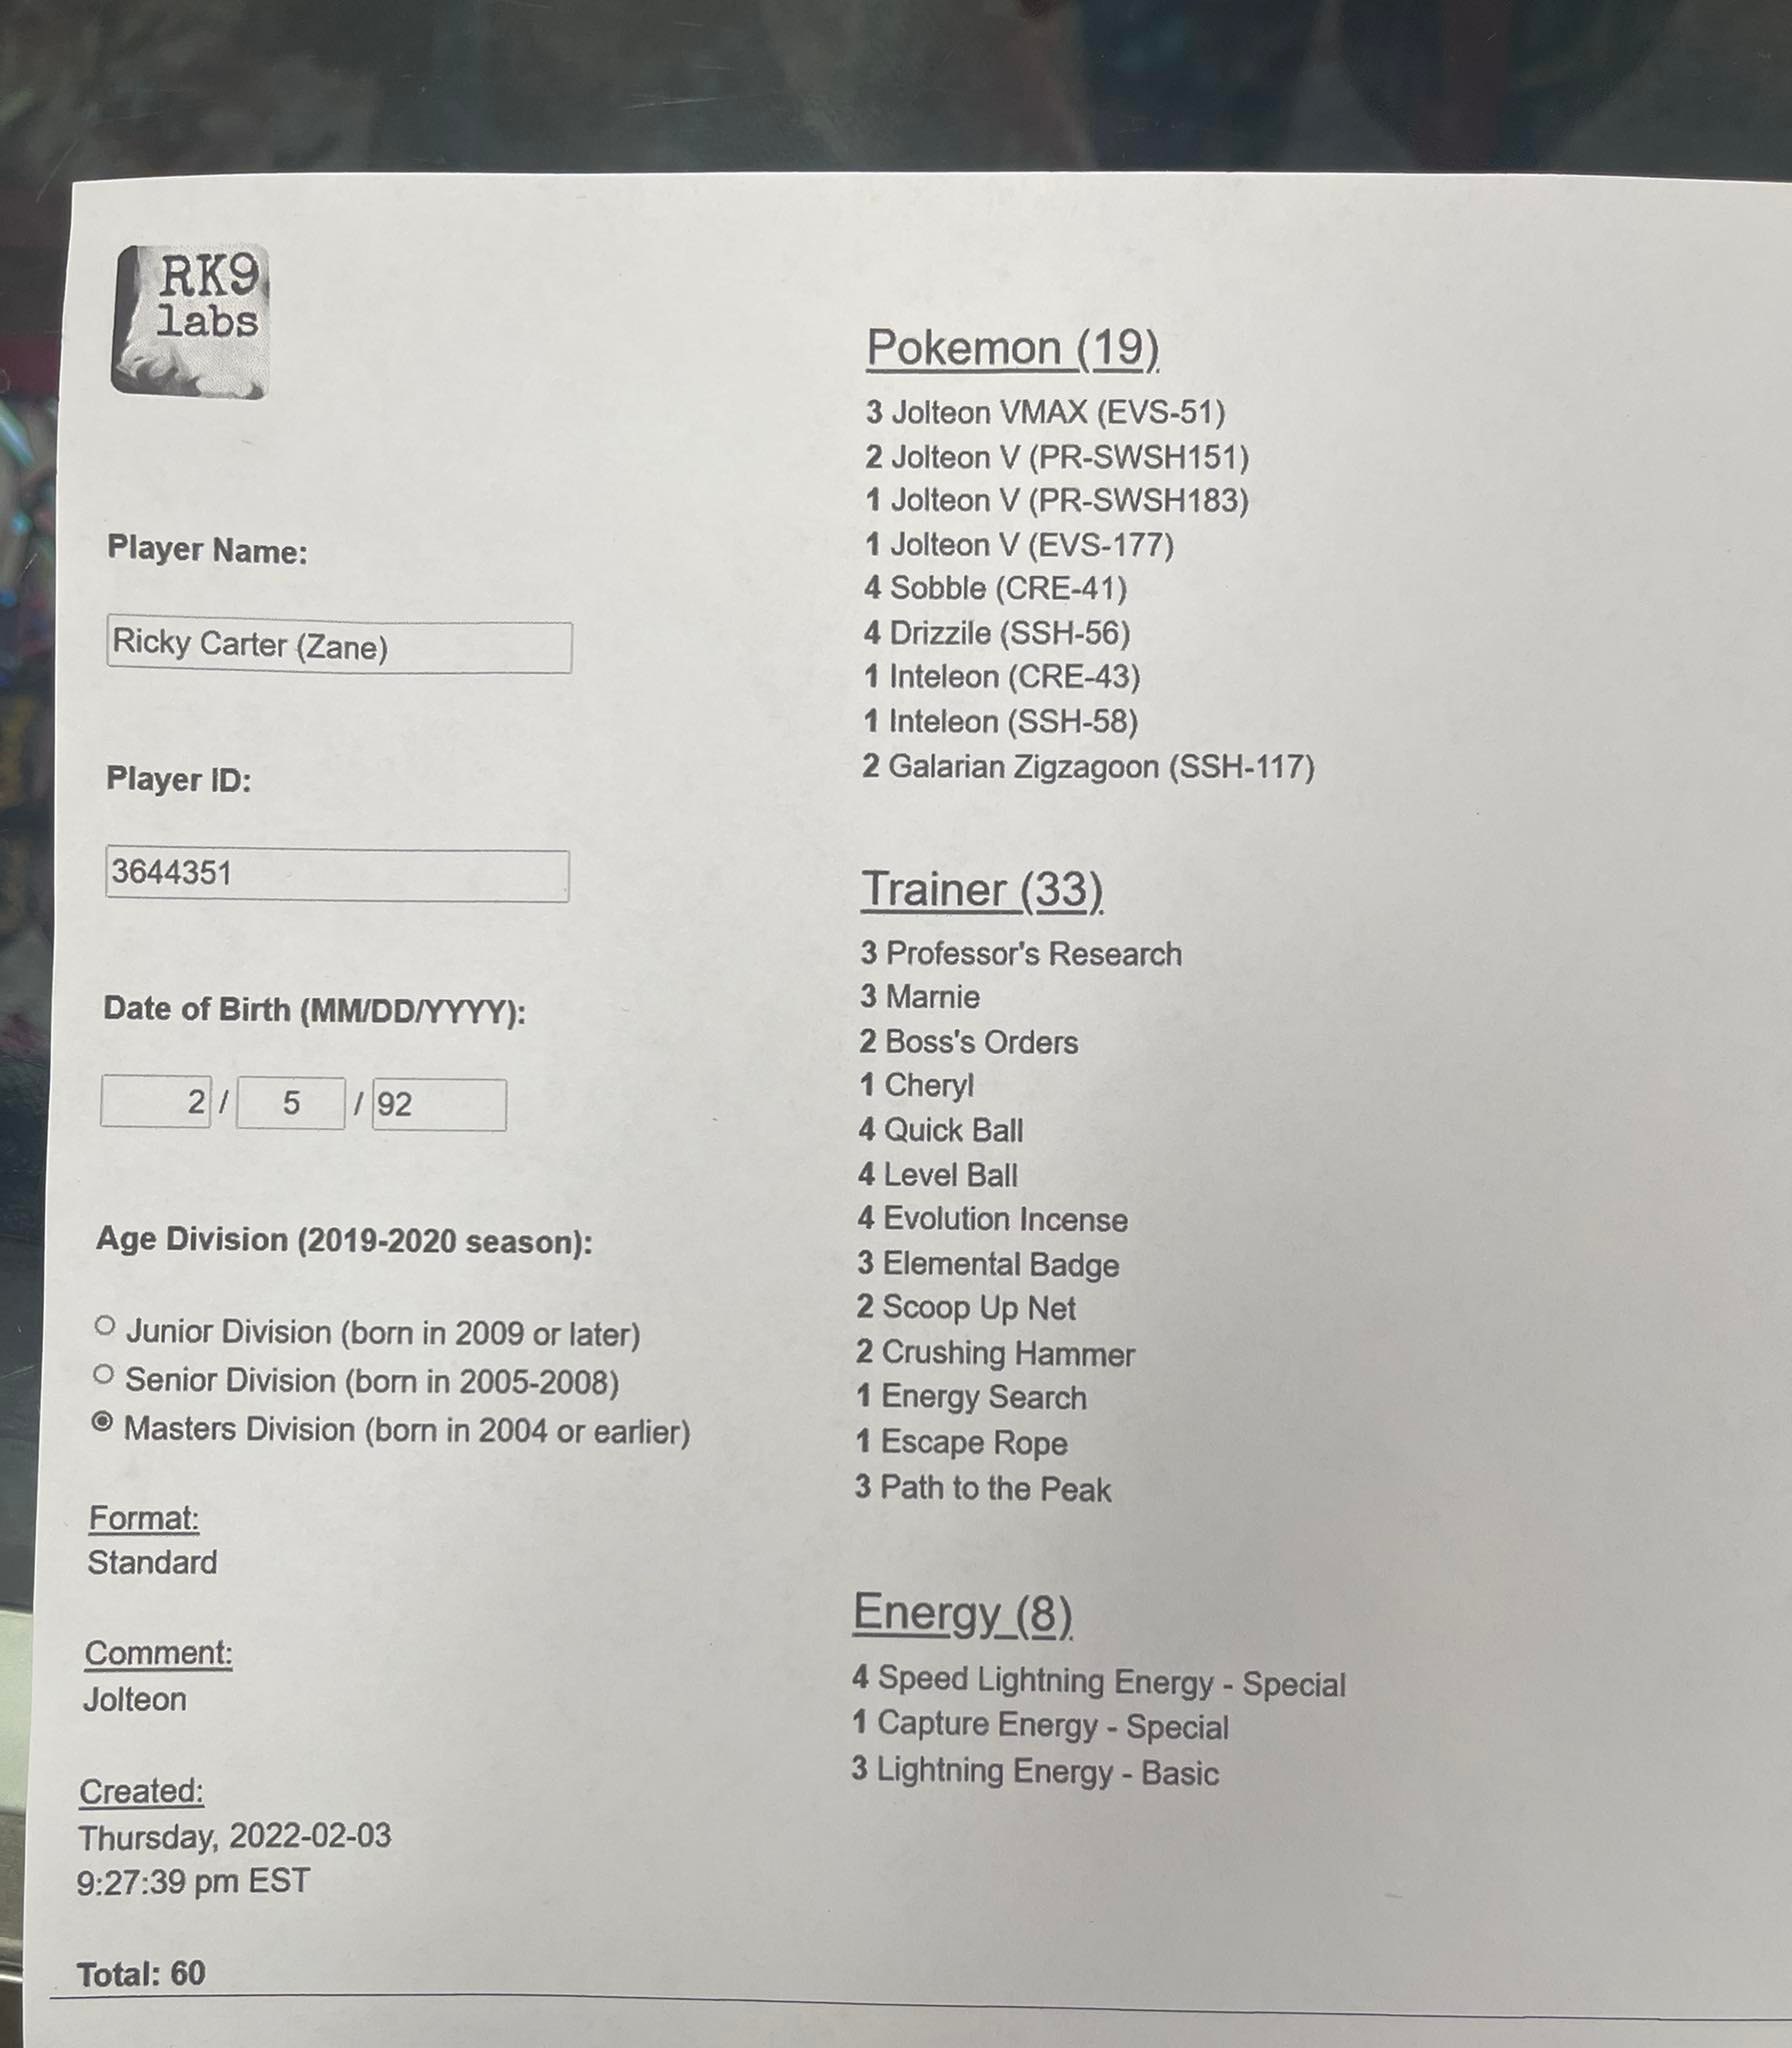 RK9
labs
Player Name:
Ricky Carter (Zane)
Player ID:
3644351
Date of Birth (MM/DD/YYYY):
2 / 5 / 92
Age Division (2019-2020 season):
Junior Division (born in 2009 or later)
Senior Division (born in 2005-2008)
Masters Division (born in 2004 or earlier)
Format:
Standard
Comment:
Jolteon
Created:
Thursday, 2022-02-03
9:27:39 pm EST
Total: 60
Pokemon (19)
3 Jolteon VMAX (EVS-51)
2 Jolteon V (PR-SWSH151)
1 Jolteon V (PR-SWSH183)
1 Jolteon V (EVS-177)
4 Sobble (CRE-41)
4 Drizzile (SSH-56)
1 Inteleon (CRE-43)
1 Inteleon (SSH-58)
2 Galarian Zigzagoon (SSH-117)
Trainer (33)
3 Professor's Research
3 Marnie
2 Boss's Orders
1 Cheryl
4 Quick Ball
4 Level Ball
4 Evolution Incense
3 Elemental Badge
2 Scoop Up Net
2 Crushing Hammer
1 Energy Search
1 Escape Rope
3 Path to the Peak
Energy (8)
4 Speed Lightning Energy - Special
1 Capture Energy - Special
3 Lightning Energy - Basic